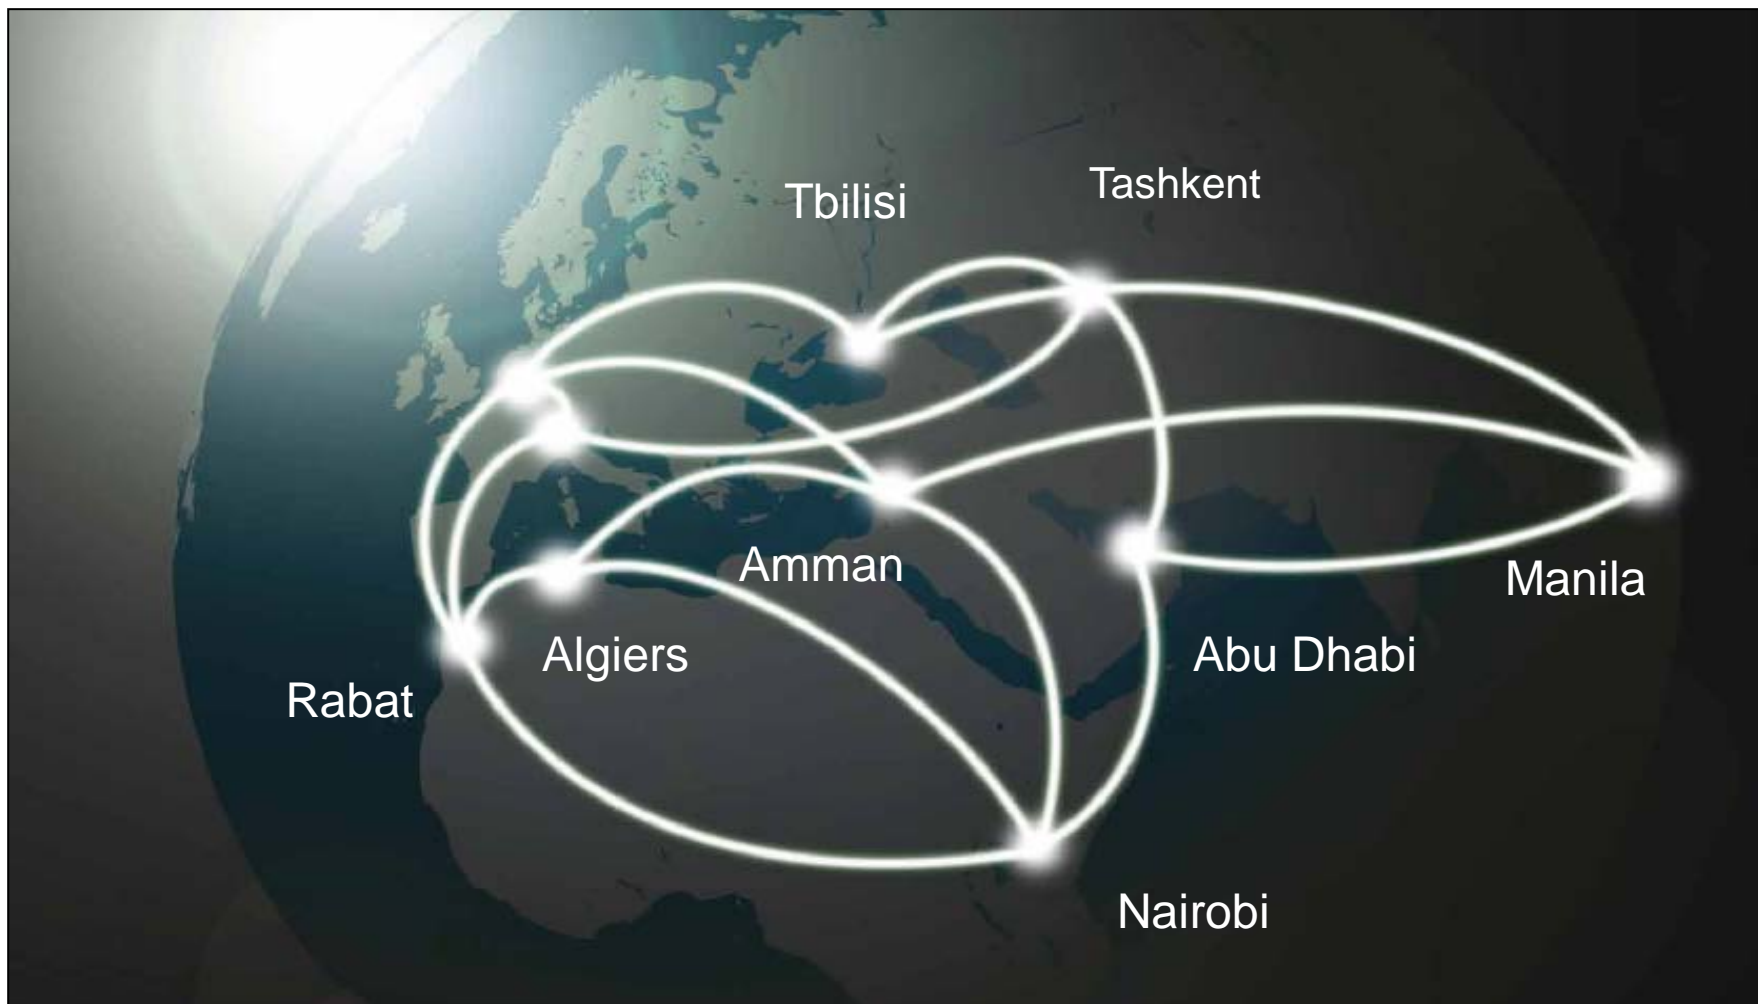 Tashkent
Tbilisi
Amman
Manila
Algiers
Abu Dhabi
Rabat
Nairobi